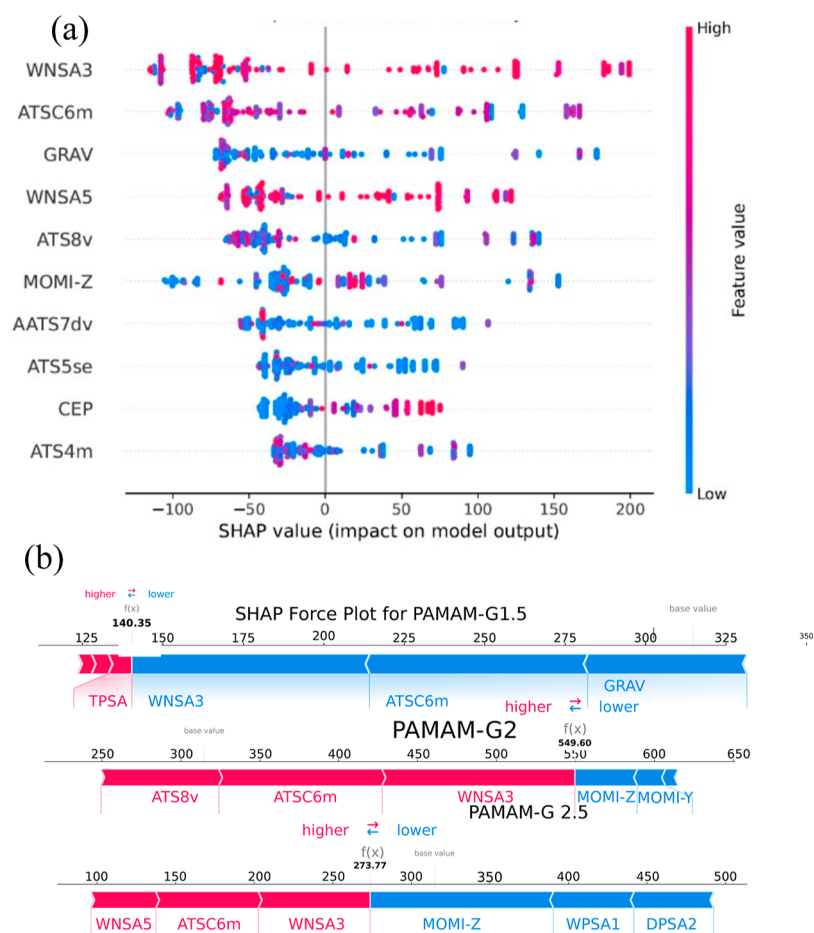 (a)
High
WNSA3
ATSC6m
GRAV
WNSA5
ATS8v
MOMI-Z
AATS7dv
ATS5se
CEP
ATS4m
Feature value
Low
−100 −50 0 50 100 150 200
SHAP value (impact on model output)
(b)
higher ⇄ lower
f(x)
140.35
SHAP Force Plot for PAMAM-G1.5
base value
125 150 175 200 225 250 275 300 325 350
TPSA WNSA3 ATSC6m GRAV
higher ⇄ lower
PAMAM-G2
base value
f(x)
549.60
250 300 350 400 450 500 550 600 650
ATS8v ATSC6m WNSA3 MOMI-Z MOMI-Y
PAMAM-G 2.5
higher ⇄ lower
f(x)
273.77
base value
100 150 200 250 300 350 400 450 500
WNSA5 ATSC6m WNSA3 MOMI-Z WPSA1 DPSA2